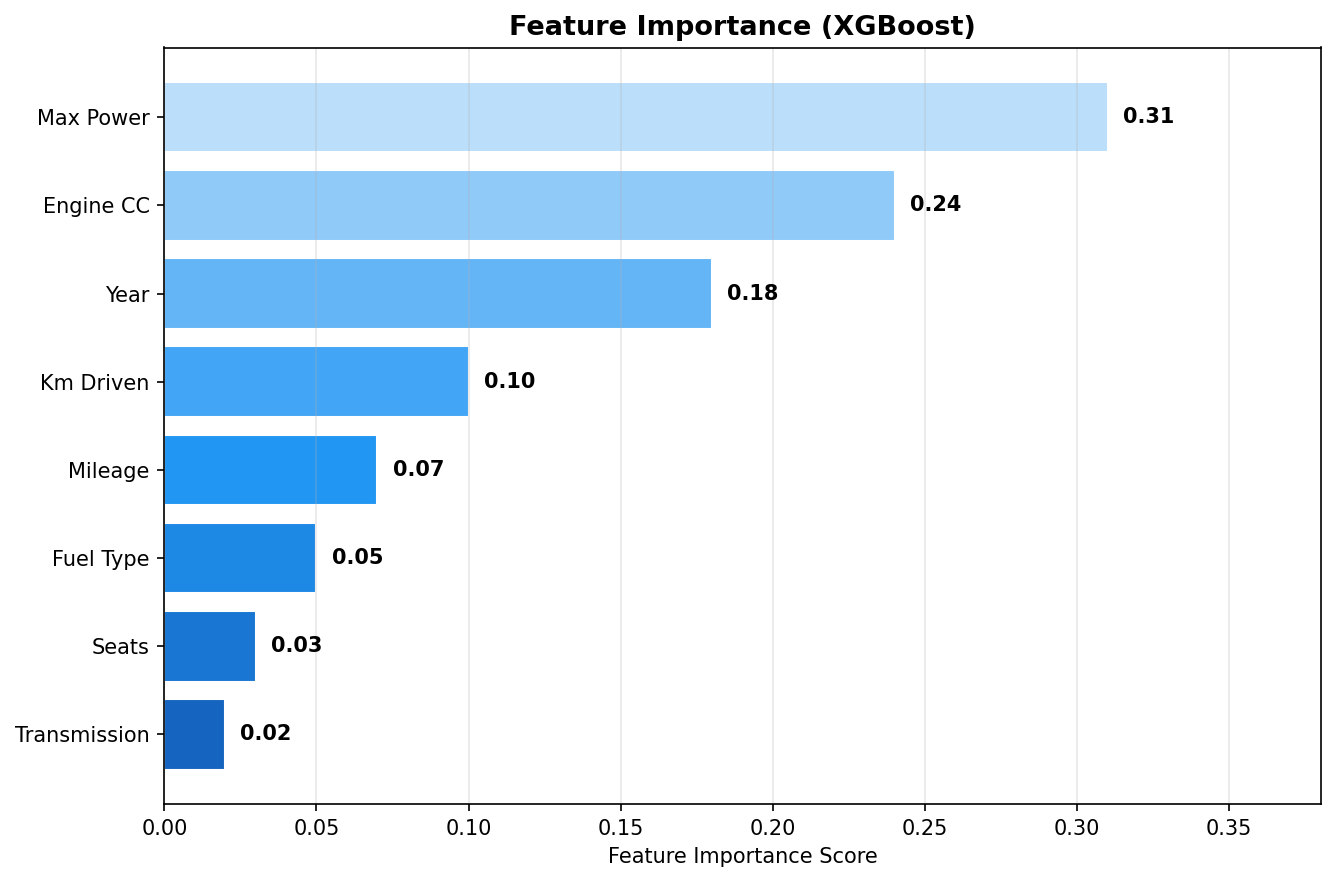 Feature Importance (XGBoost)
Max Power 0.31
Engine CC 0.24
Year 0.18
Km Driven 0.10
Mileage 0.07
Fuel Type 0.05
Seats 0.03
Transmission 0.02
0.00 0.05 0.10 0.15 0.20 0.25 0.30 0.35
Feature Importance Score